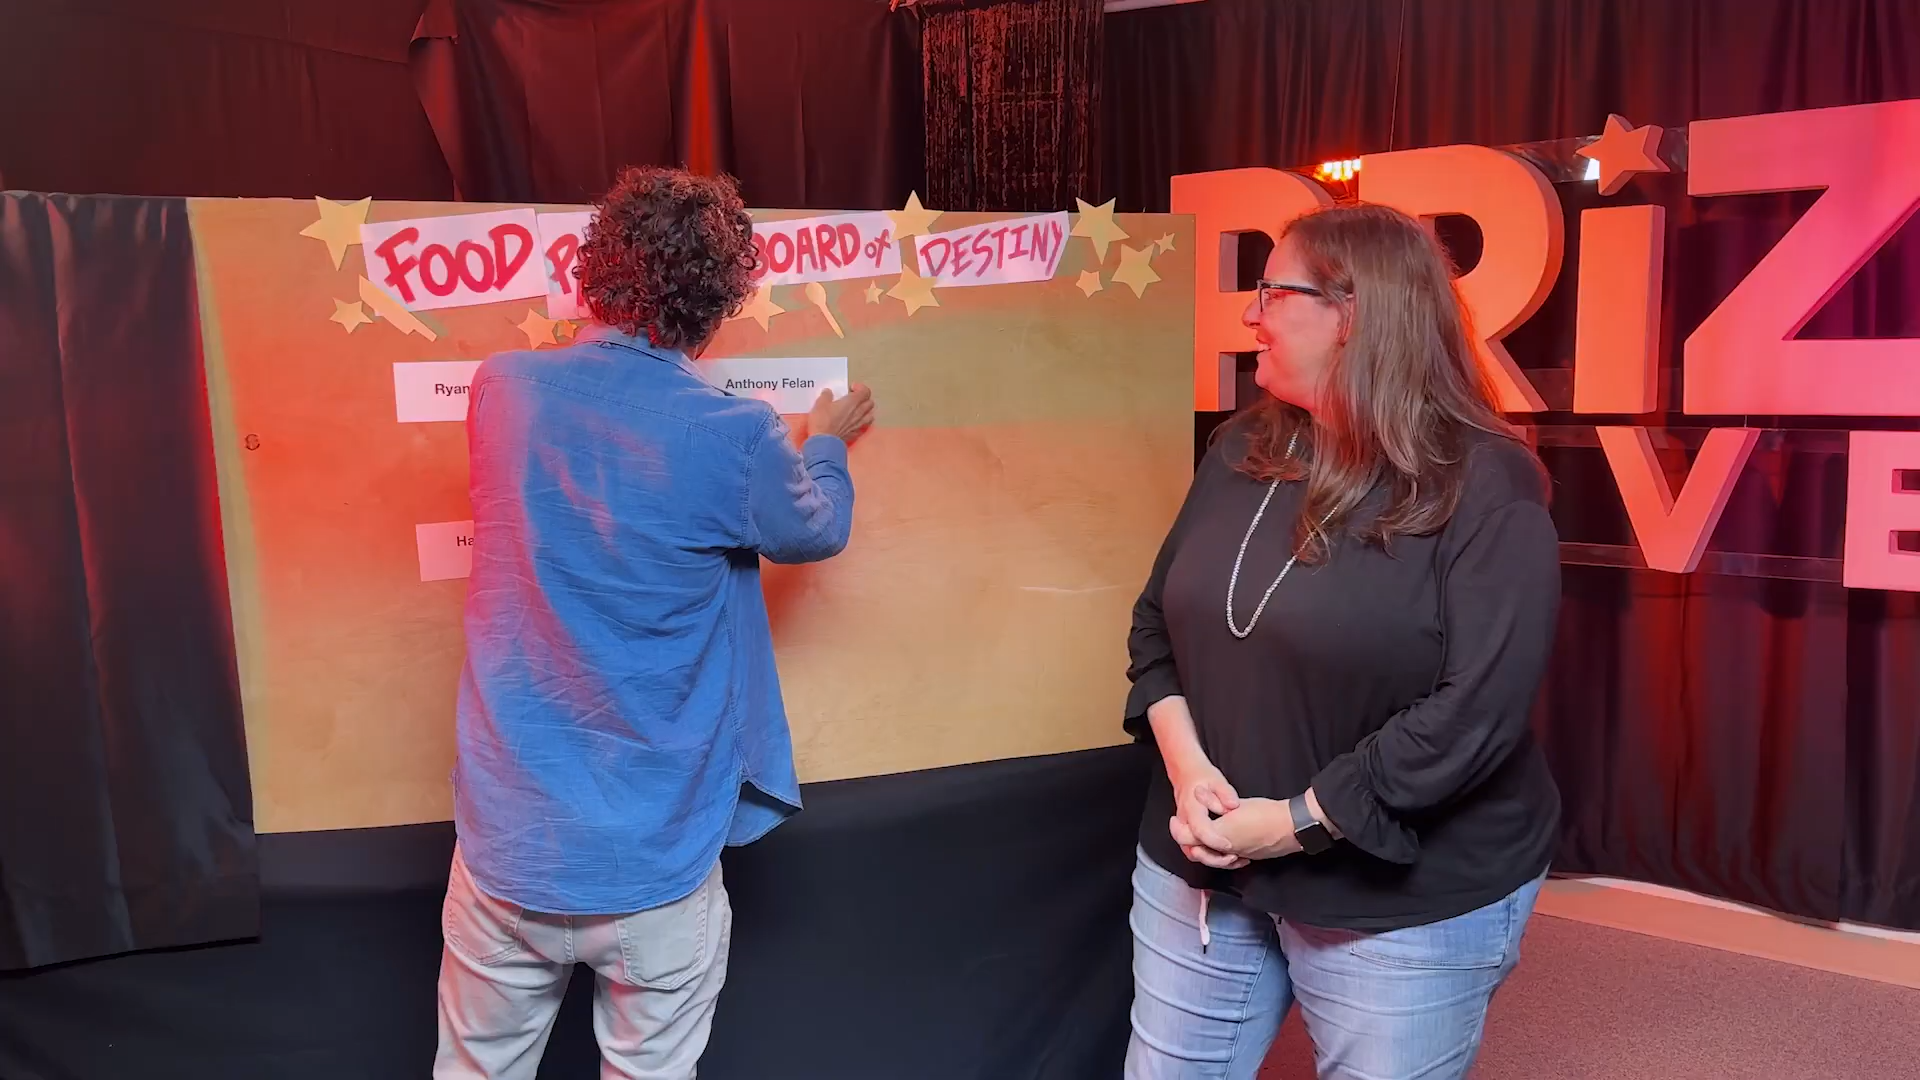 FOOD
BOARD of
DESTINY
PRiZ
VE
Ryan
Anthony Felan
Ha